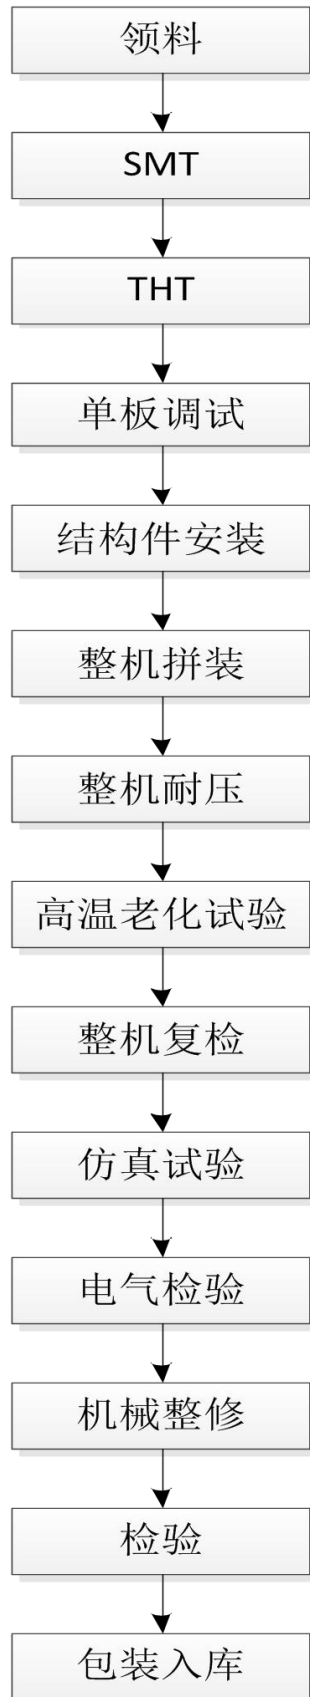 领料
SMT
THT
单板调试
结构件安装
整机拼装
整机耐压
高温老化试验
整机复检
仿真试验
电气检验
机械整修
检验
包装入库